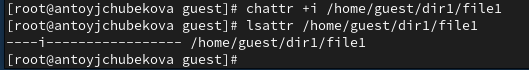 [root@antoyjchubekova guest]# chattr +i /home/guest/dir1/file1
[root@antoyjchubekova guest]# lsattr /home/guest/dir1/file1
----i----------------- /home/guest/dir1/file1
[root@antoyjchubekova guest]#